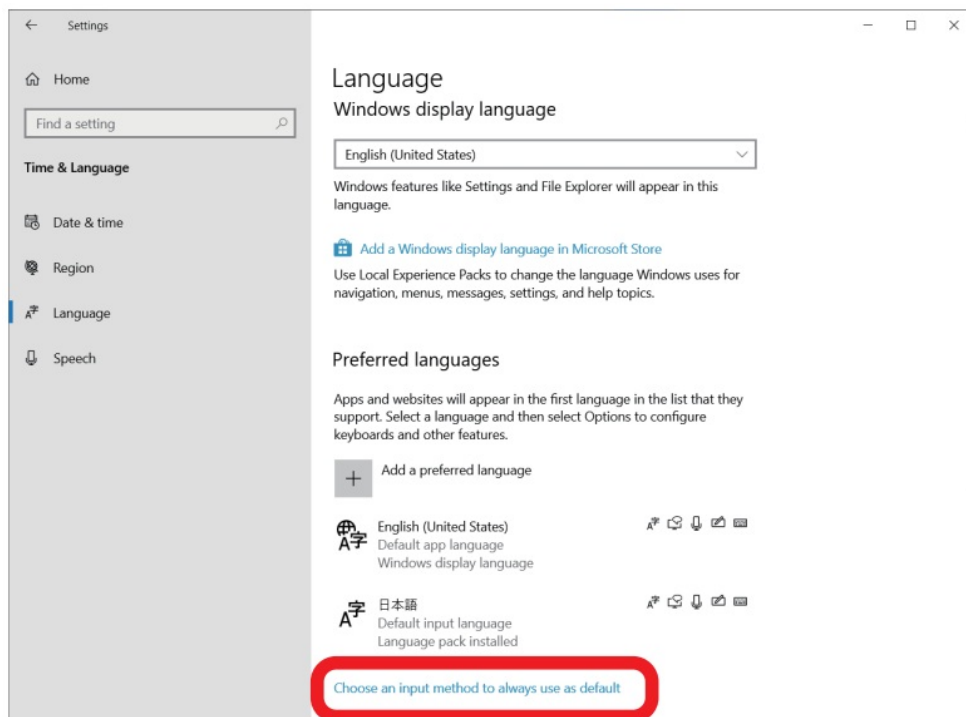 Settings
Home
Find a setting
Time & Language
Date & time
Region
Language
Speech
Language
Windows display language
English (United States)
Windows features like Settings and File Explorer will appear in this
language.
Add a Windows display language in Microsoft Store
Use Local Experience Packs to change the language Windows uses for
navigation, menus, messages, settings, and help topics.
Preferred languages
Apps and websites will appear in the first language in the list that they
support. Select a language and then select Options to configure
keyboards and other features.
Add a preferred language
English (United States)
Default app language
Windows display language
日本語
Default input language
Language pack installed
Choose an input method to always use as default